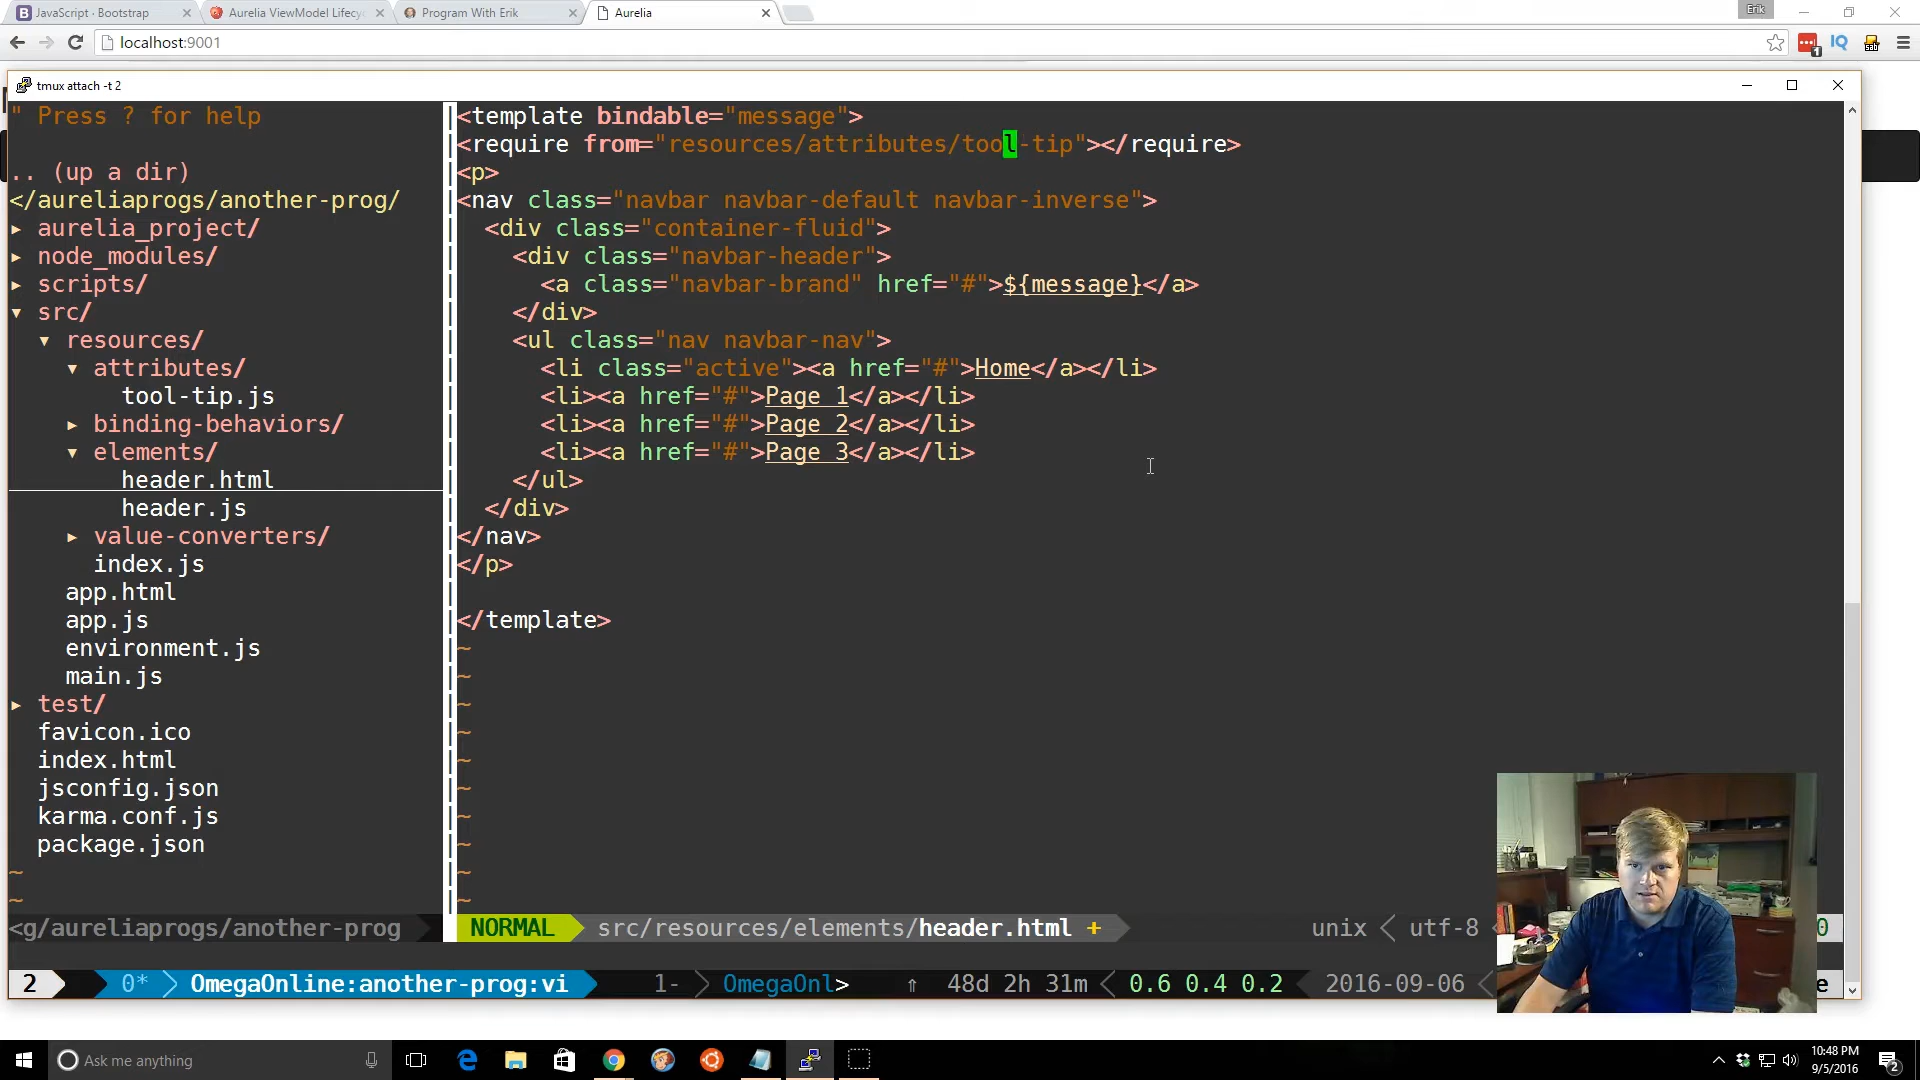 JavaScript · Bootstrap
Aurelia ViewModel Lifecy
Program With Erik
Aurelia
Erik
localhost:9001
1
IQ
tmux attach -t 2
" Press ? for help
.. (up a dir)
</aureliaprogs/another-prog/
▸ aurelia_project/
▸ node_modules/
▸ scripts/
▾ src/
▾ resources/
▾ attributes/
tool-tip.js
▸ binding-behaviors/
▾ elements/
header.html
header.js
▸ value-converters/
index.js
app.html
app.js
environment.js
main.js
▸ test/
favicon.ico
index.html
jsconfig.json
karma.conf.js
package.json
~
~
<template bindable="message">
<require from="resources/attributes/tool-tip"></require>
<p>
<nav class="navbar navbar-default navbar-inverse">
<div class="container-fluid">
<div class="navbar-header">
<a class="navbar-brand" href="#">${message}</a>
</div>
<ul class="nav navbar-nav">
<li class="active"><a href="#">Home</a></li>
<li><a href="#">Page 1</a></li>
<li><a href="#">Page 2</a></li>
<li><a href="#">Page 3</a></li>
</ul>
</div>
</nav>
</p>
</template>
~
~
~
~
~
~
~
~
~
~
<g/aureliaprogs/another-prog
NORMAL src/resources/elements/header.html +
unix < utf-8 <
2 0* OmegaOnline:another-prog:vi 1- OmegaOnl> ⇑ 48d 2h 31m < 0.6 0.4 0.2 2016-09-06 < e
Ask me anything
10:48 PM
9/5/2016
2